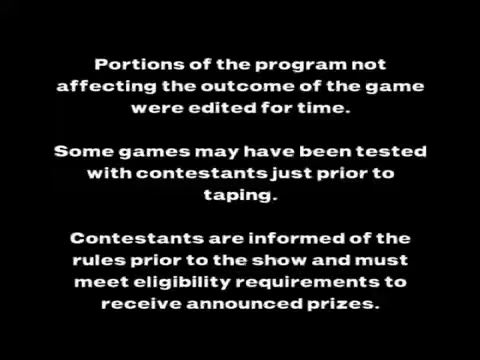 Portions of the program not
affecting the outcome of the game
were edited for time.
Some games may have been tested
with contestants just prior to
taping.
Contestants are informed of the
rules prior to the show and must
meet eligibility requirements to
receive announced prizes.